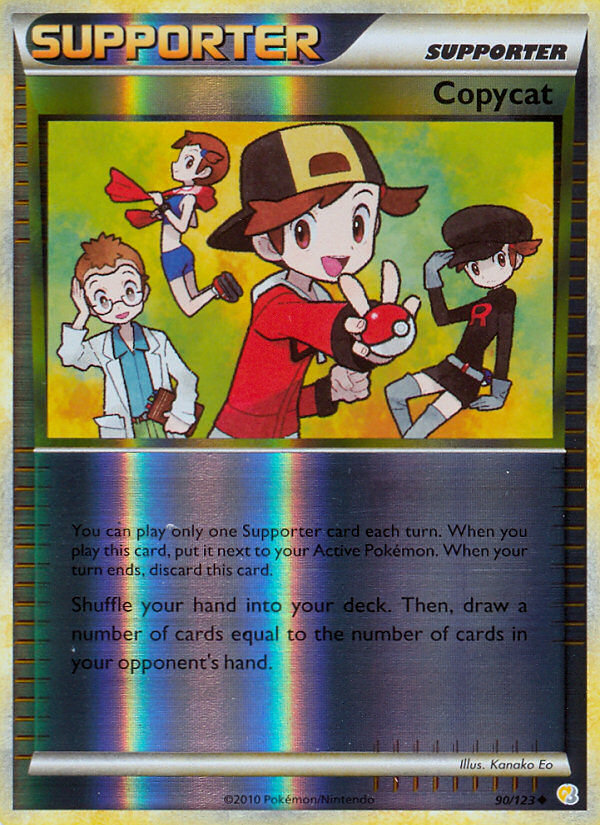 SUPPORTER
SUPPORTER
Copycat
R
You can play only one Supporter card each turn. When you
play this card, put it next to your Active Pokémon. When your
turn ends, discard this card.
Shuffle your hand into your deck. Then, draw a
number of cards equal to the number of cards in
your opponent's hand.
Illus. Kanako Eo
©2010 Pokémon/Nintendo
90/123